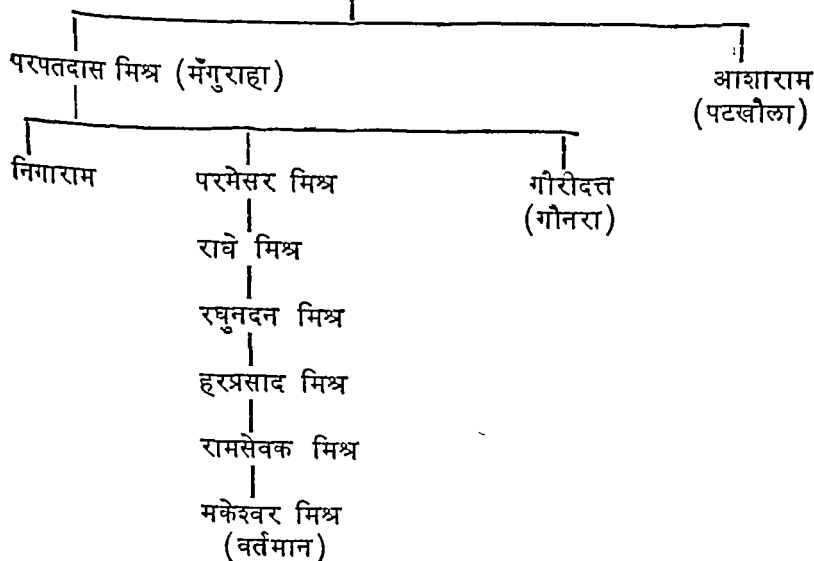 परपतदास मिश्र (मँगुराहा)
आशाराम
(पटखौला)
निगाराम
परमेसर मिश्र
गौरीदत्त
(गौनरा)
राघे मिश्र
रघुनदन मिश्र
हरप्रसाद मिश्र
रामसेवक मिश्र
मकेश्वर मिश्र
(वर्तमान)